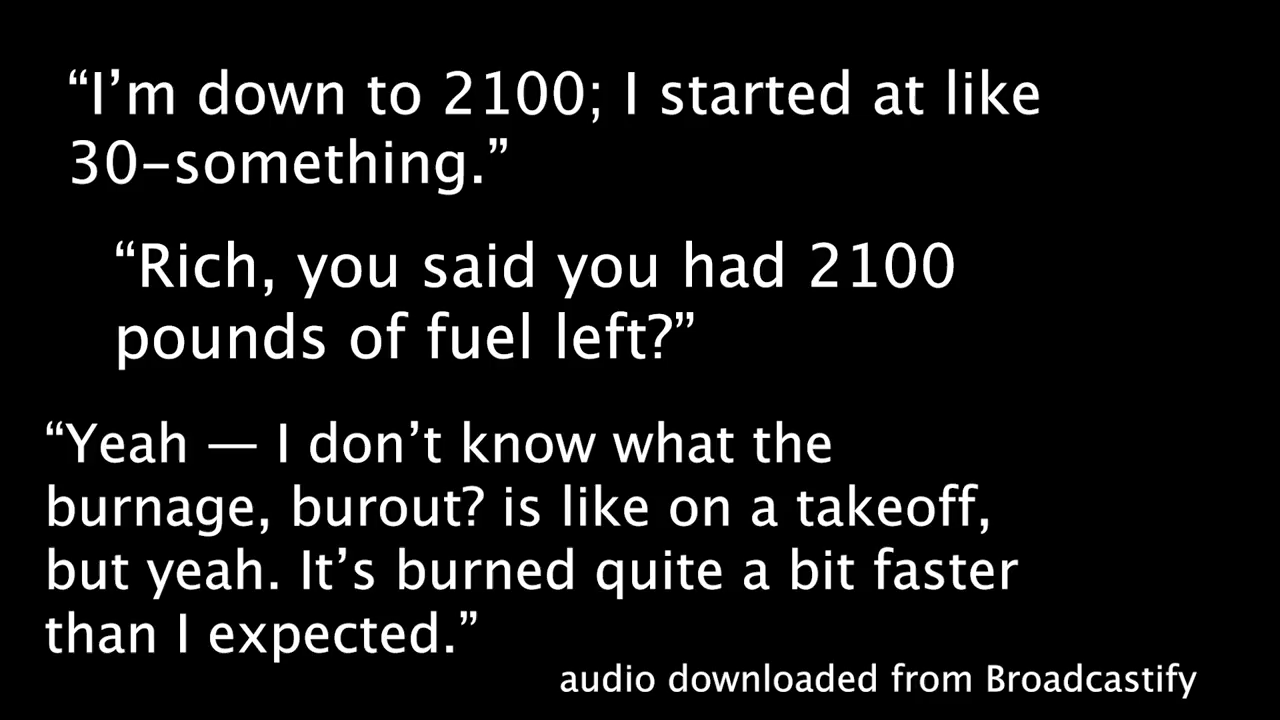 “I’m down to 2100; I started at like
30-something.”
“Rich, you said you had 2100
pounds of fuel left?”
“Yeah — I don’t know what the
burnage, burout? is like on a takeoff,
but yeah. It’s burned quite a bit faster
than I expected.”
audio downloaded from Broadcastify